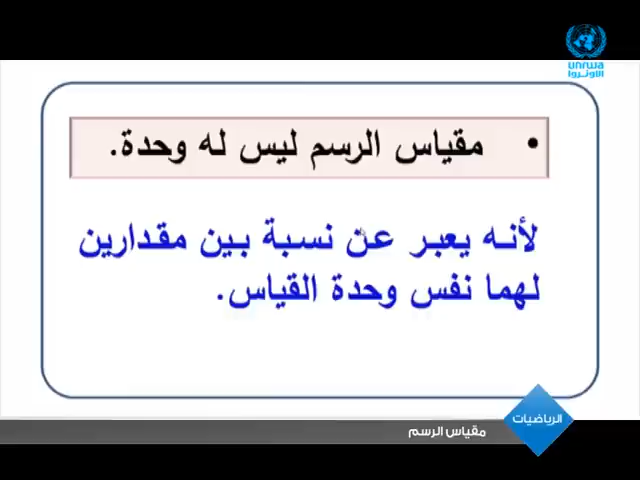 unrwa
الأونروا
• مقياس الرسم ليس له وحدة.
لأنه يعبر عن نسبة بين مقدارين
لهما نفس وحدة القياس.
الرياضيات
مقياس الرسم